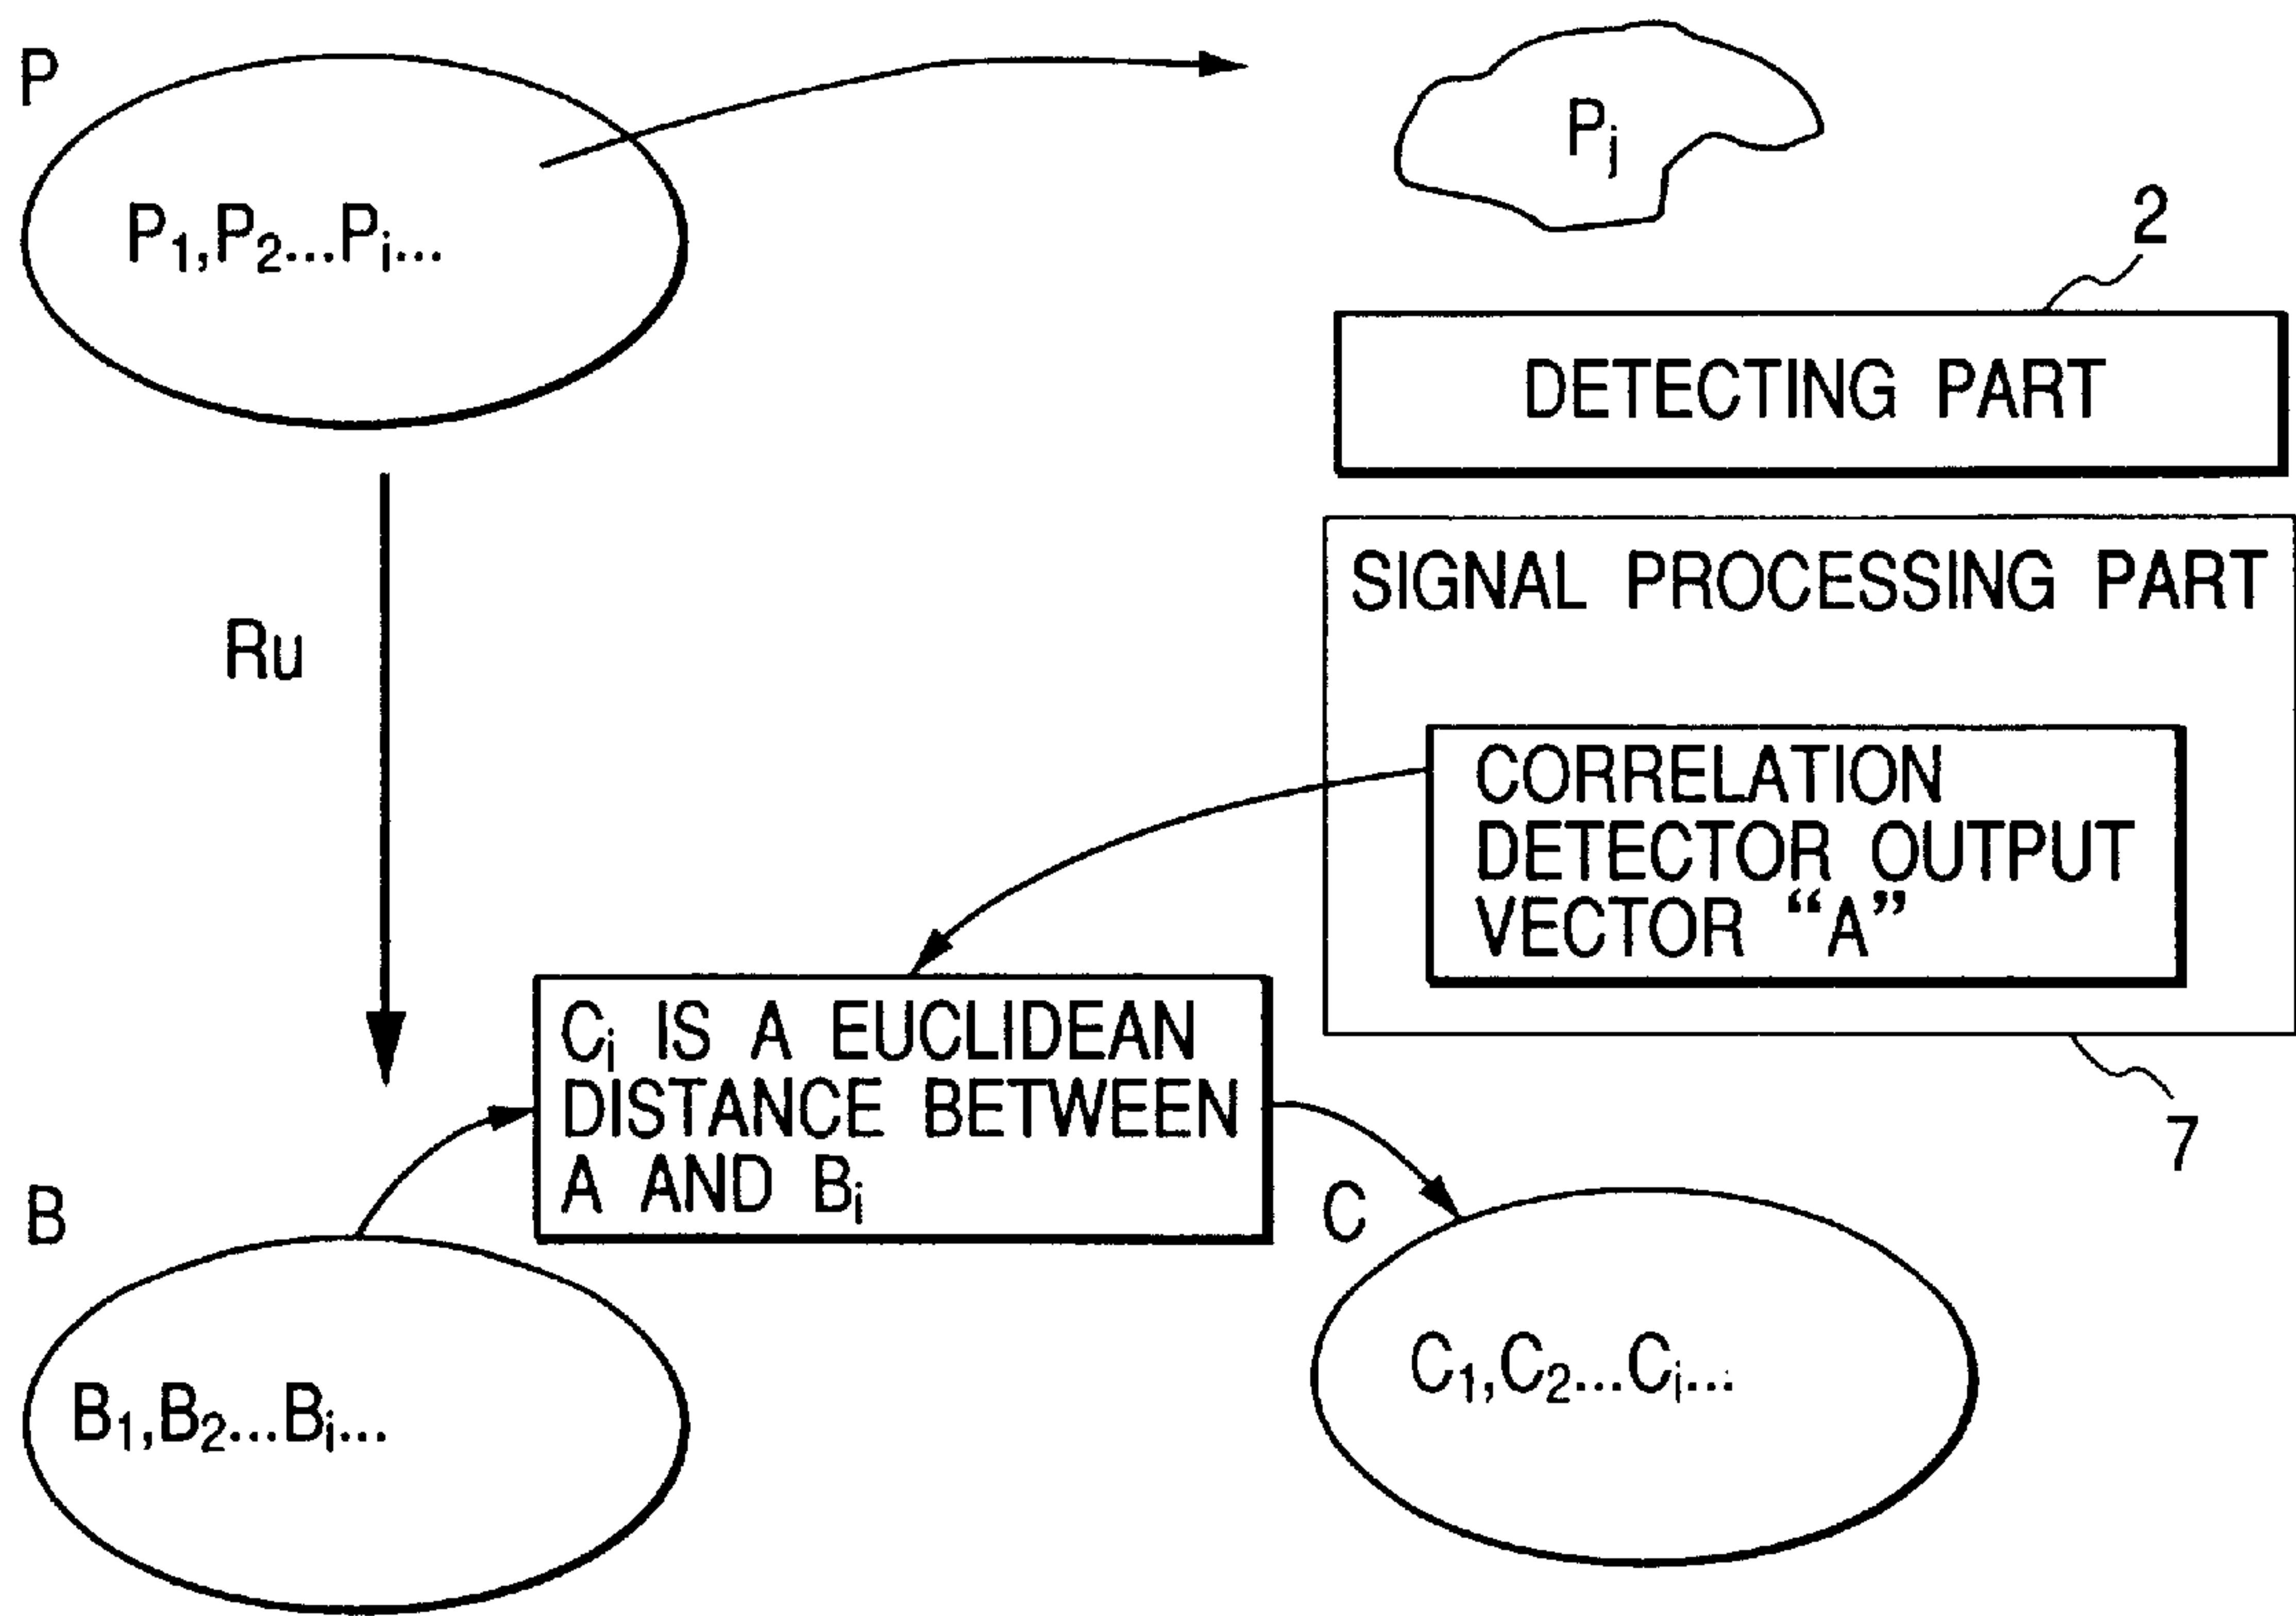 P
P1,P2...Pi...
Pj
2
DETECTING PART
SIGNAL PROCESSING PART
Ru
CORRELATION
DETECTOR OUTPUT
VECTOR “A”
Ci IS A EUCLIDEAN
DISTANCE BETWEEN
A AND Bi
7
B
C
B1,B2...Bi...
C1,C2...Ci...